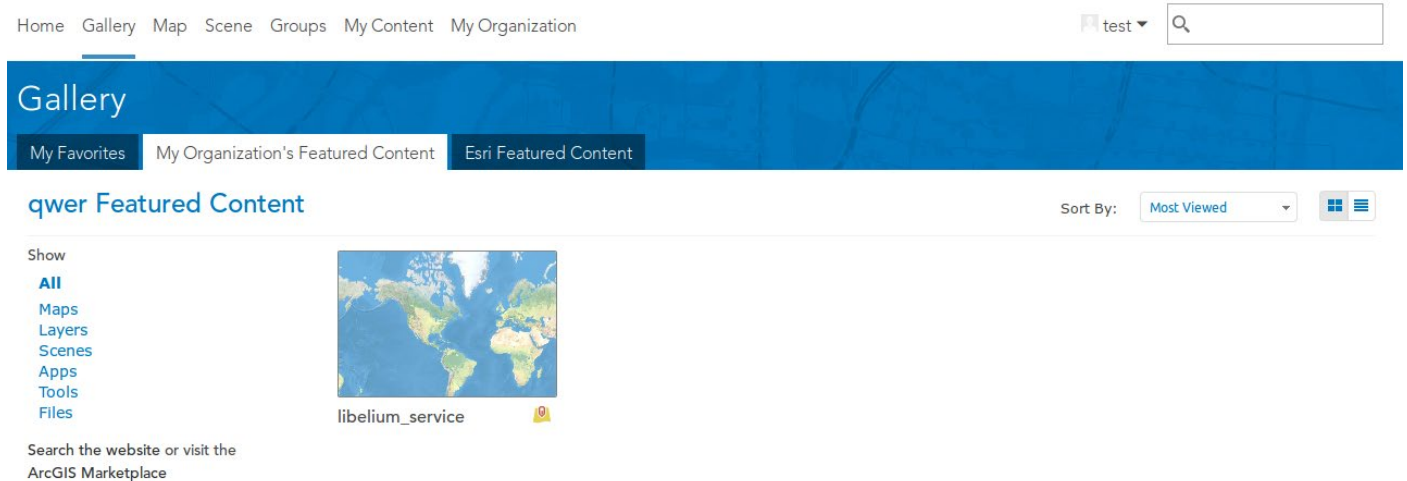 Home Gallery Map Scene Groups My Content My Organization test
Gallery
My Favorites My Organization's Featured Content Esri Featured Content
qwer Featured Content Sort By: Most Viewed
Show
All
Maps
Layers
Scenes
Apps
Tools
Files
libelium_service
Search the website or visit the
ArcGIS Marketplace